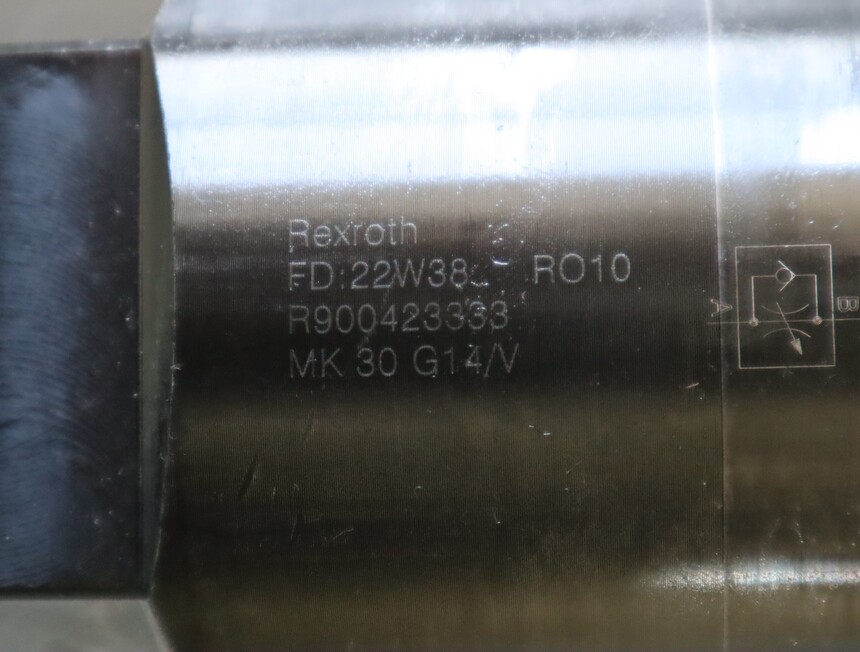 Rexroth
FD:22W38 RO10
R900423333
MK 30 G14/V
A
B